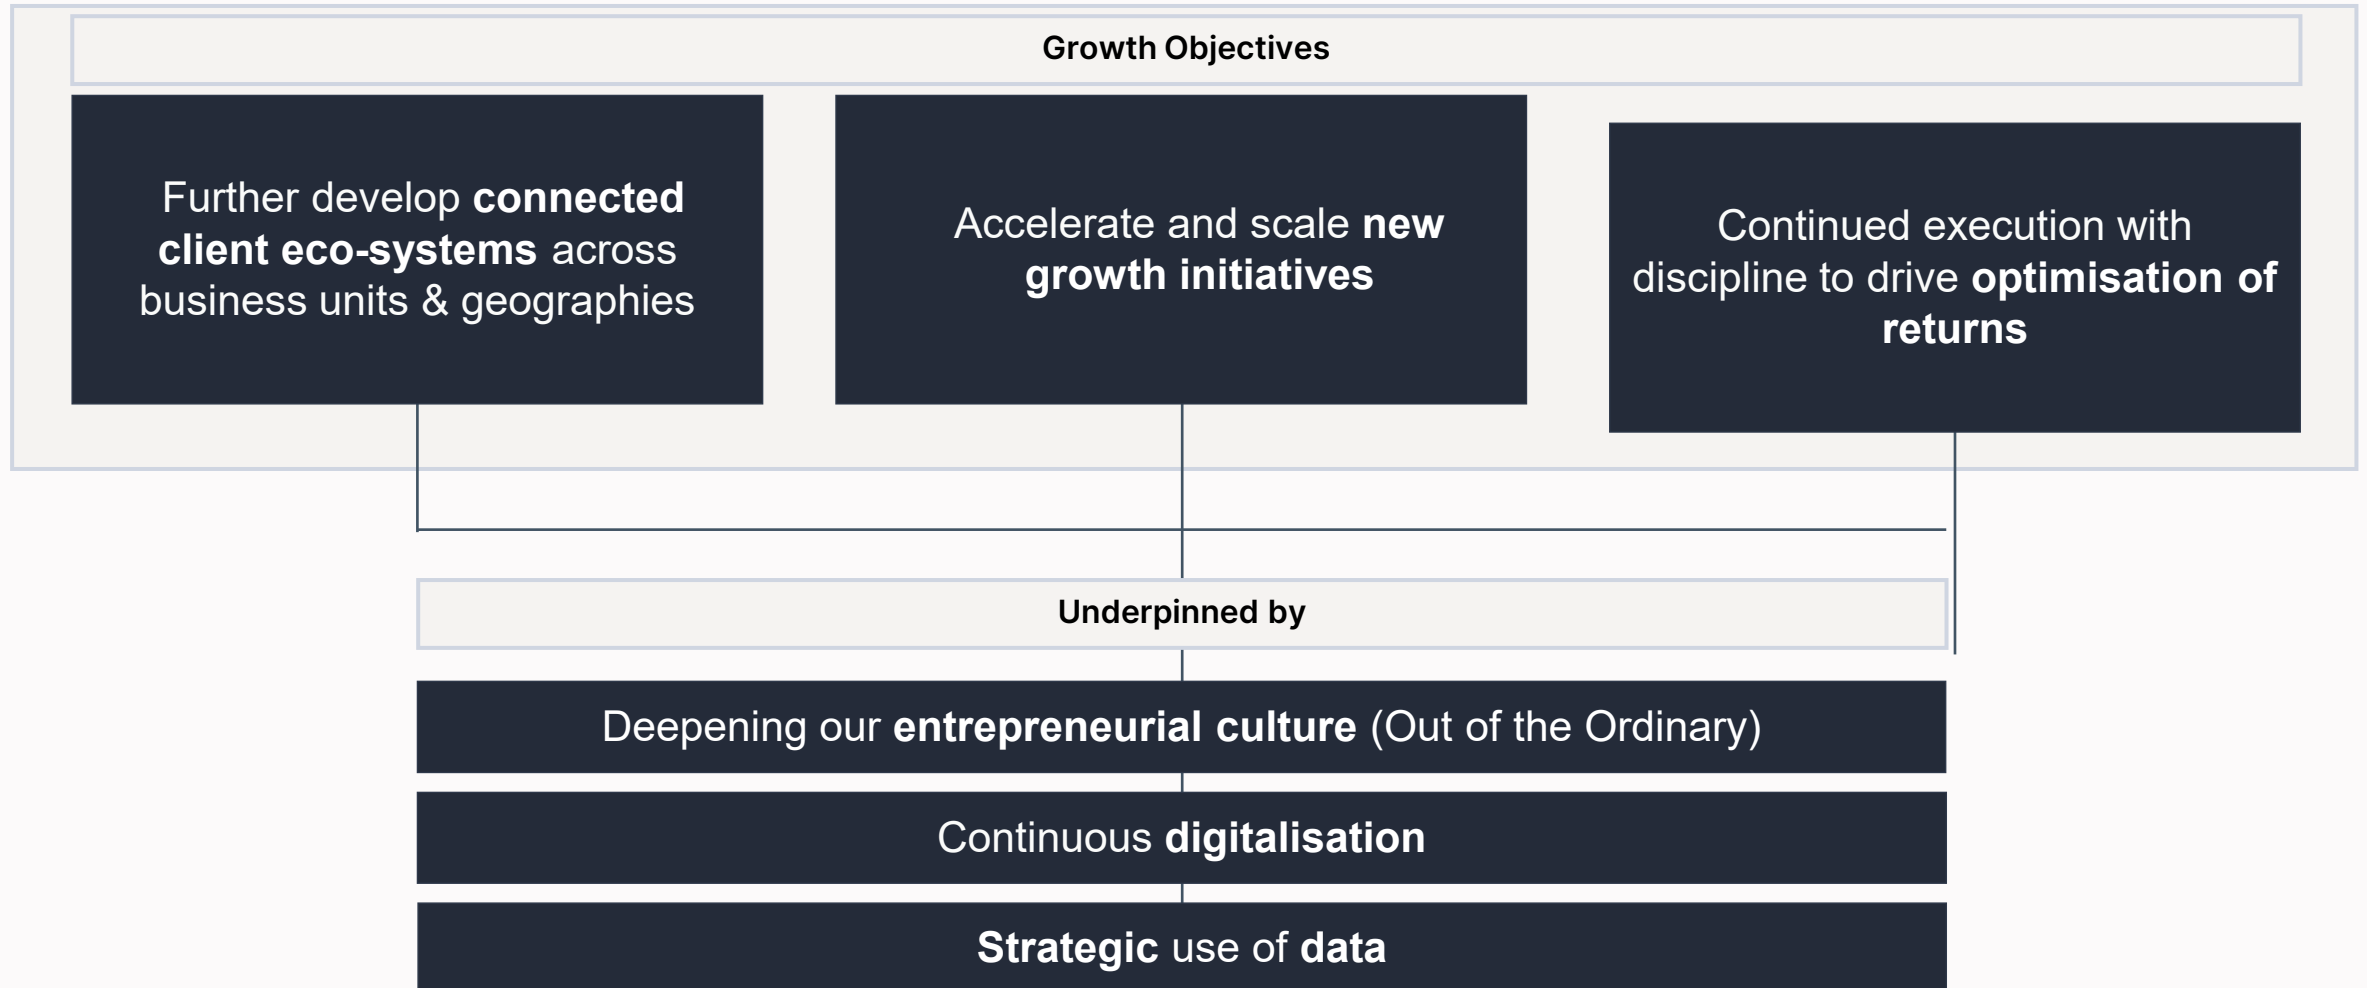 Growth Objectives
Further develop connected
client eco-systems across
business units & geographies
Accelerate and scale new
growth initiatives
Continued execution with
discipline to drive optimisation of
returns
Underpinned by
Deepening our entrepreneurial culture (Out of the Ordinary)
Continuous digitalisation
Strategic use of data